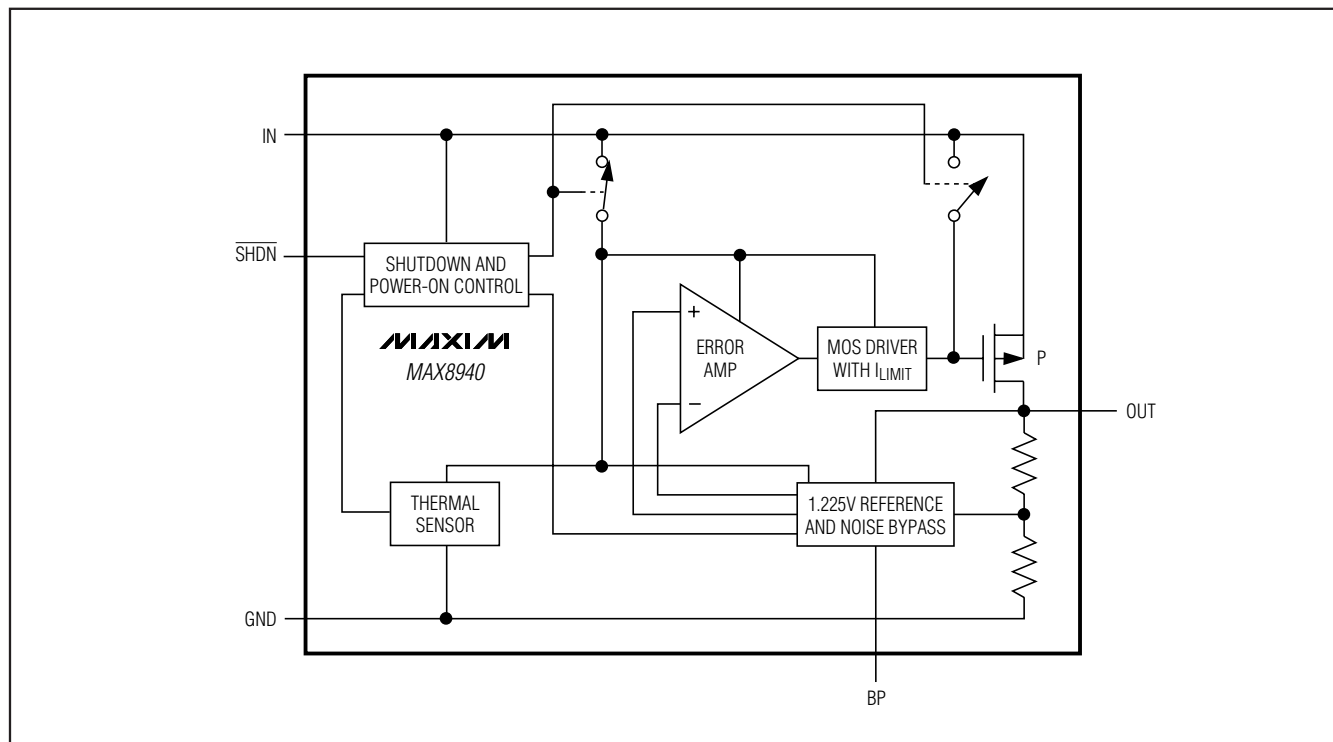 IN
SHDN
SHUTDOWN AND
POWER-ON CONTROL
MAXIM
MAX8940
+
ERROR
AMP
−
MOS DRIVER
WITH ILIMIT
P
OUT
THERMAL
SENSOR
1.225V REFERENCE
AND NOISE BYPASS
GND
BP